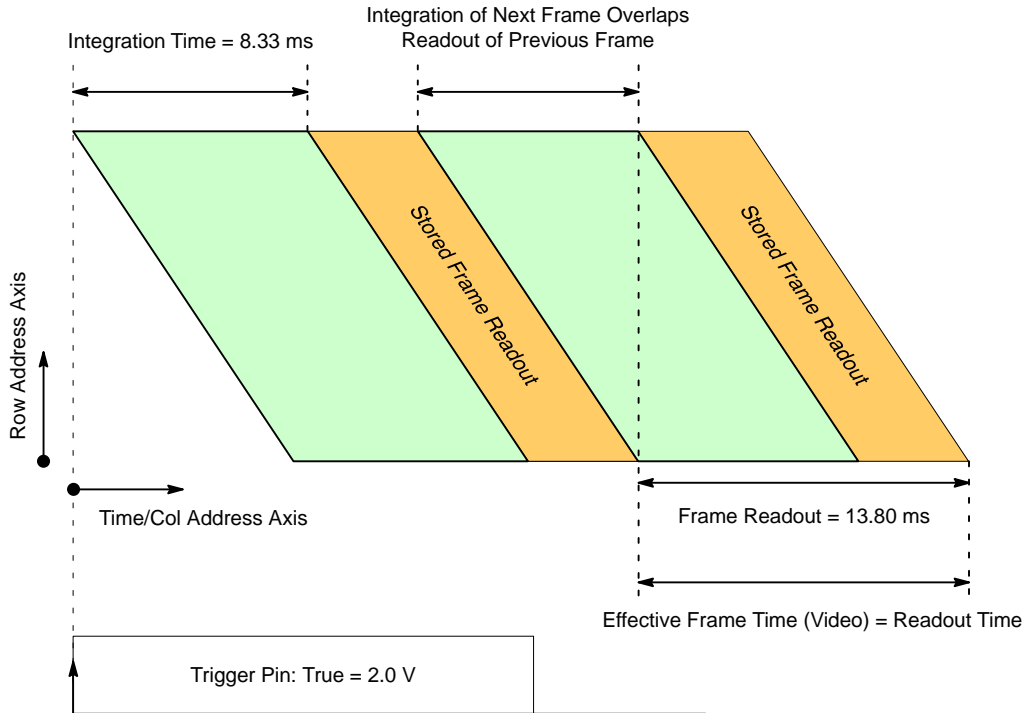 Integration of Next Frame Overlaps
Readout of Previous Frame
Integration Time = 8.33 ms
Stored Frame Readout
Stored Frame Readout
Row Address Axis
Time/Col Address Axis
Frame Readout = 13.80 ms
Effective Frame Time (Video) = Readout Time
Trigger Pin: True = 2.0 V